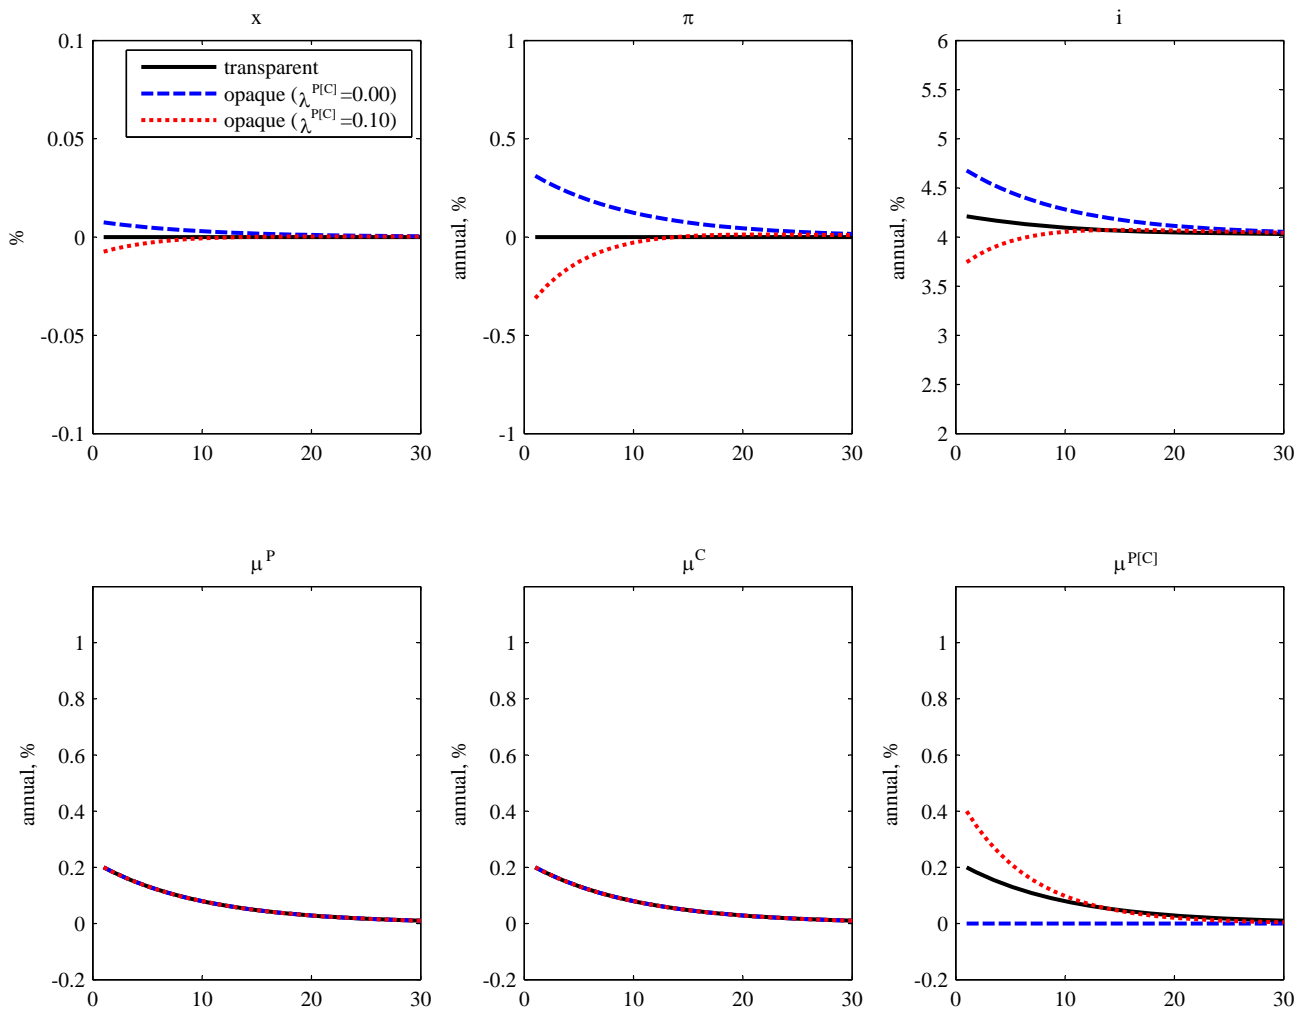 x
0.1
0.05
0
-0.05
-0.1
%
0 10 20 30
transparent
opaque (λ^P[C]=0.00)
opaque (λ^P[C]=0.10)
π
1
0.5
0
-0.5
-1
annual, %
0 10 20 30
i
6
5.5
5
4.5
4
3.5
3
2.5
2
annual, %
0 10 20 30
μ^P
1
0.8
0.6
0.4
0.2
0
-0.2
annual, %
0 10 20 30
μ^C
1
0.8
0.6
0.4
0.2
0
-0.2
annual, %
0 10 20 30
μ^P[C]
1
0.8
0.6
0.4
0.2
0
-0.2
annual, %
0 10 20 30